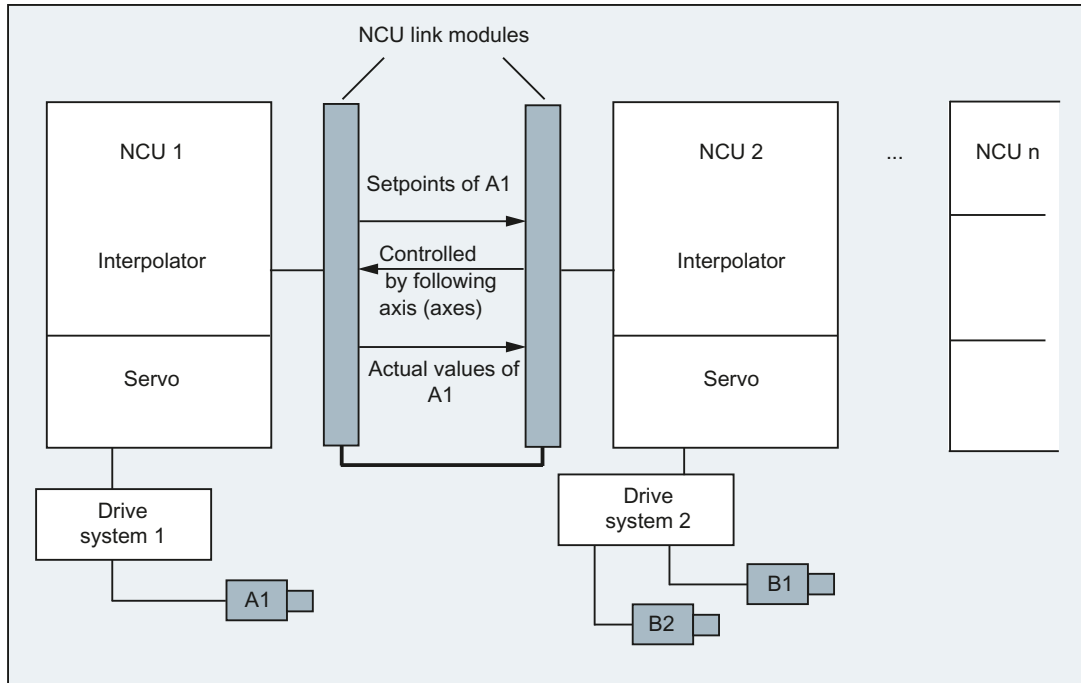 NCU link modules
NCU 1
NCU 2
...
NCU n
Setpoints of A1
Interpolator
Controlled
by following
axis (axes)
Interpolator
Servo
Actual values of
A1
Servo
Drive
system 1
Drive
system 2
A1
B1
B2